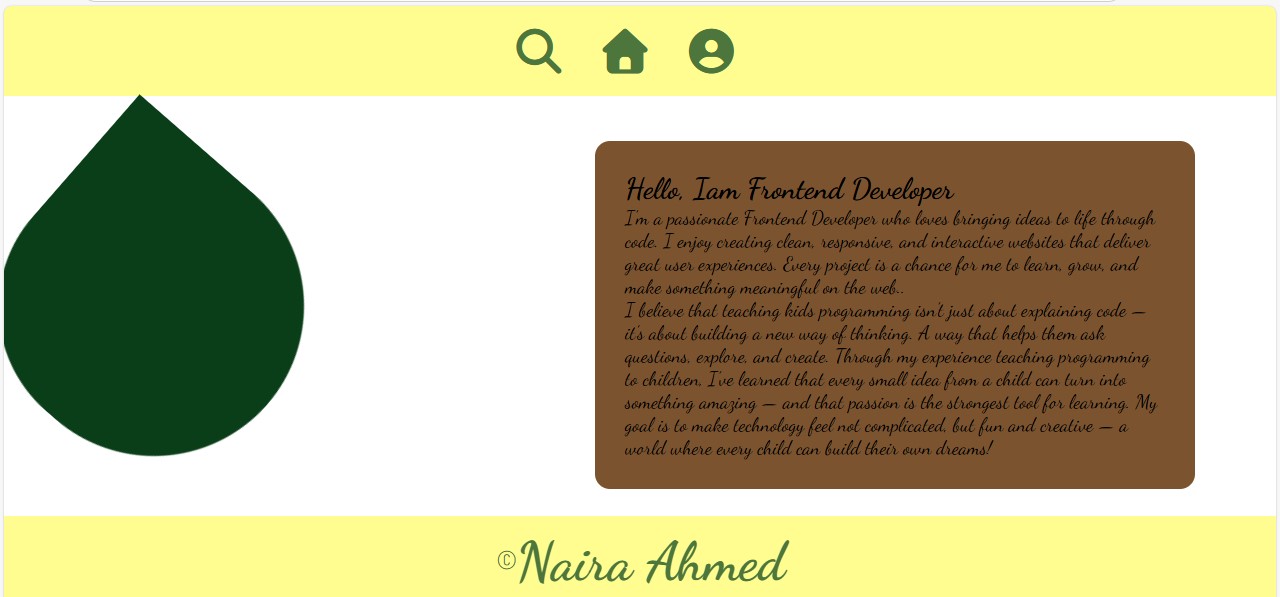 Hello, Iam Frontend Developer
I'm a passionate Frontend Developer who loves bringing ideas to life through
code. I enjoy creating clean, responsive, and interactive websites that deliver
great user experiences. Every project is a chance for me to learn, grow, and
make something meaningful on the web..
I believe that teaching kids programming isn't just about explaining code —
it's about building a new way of thinking. A way that helps them ask
questions, explore, and create. Through my experience teaching programming
to children, I've learned that every small idea from a child can turn into
something amazing — and that passion is the strongest tool for learning. My
goal is to make technology feel not complicated, but fun and creative — a
world where every child can build their own dreams!
©Naira Ahmed